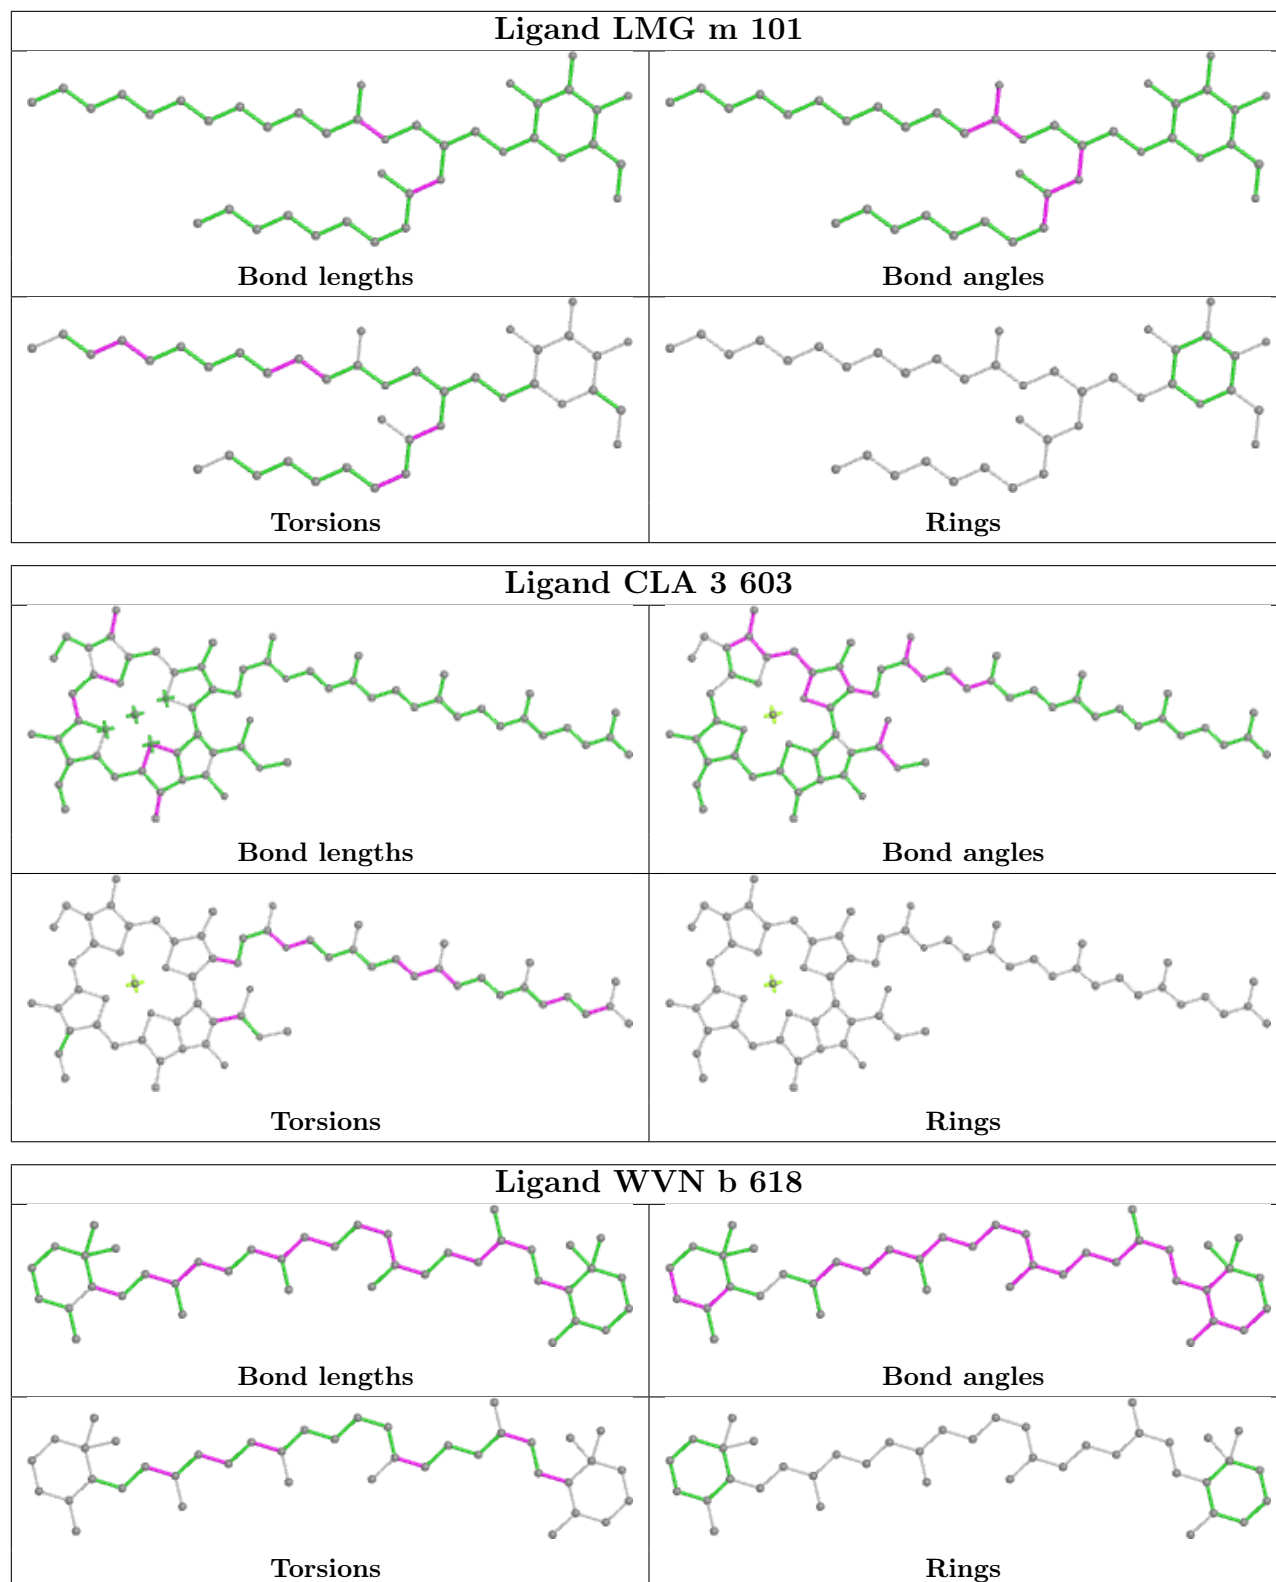 Ligand LMG m 101
Bond lengths
Bond angles
Torsions
Rings
Ligand CLA 3 603
Bond lengths
Bond angles
Torsions
Rings
Ligand WVN b 618
Bond lengths
Bond angles
Torsions
Rings